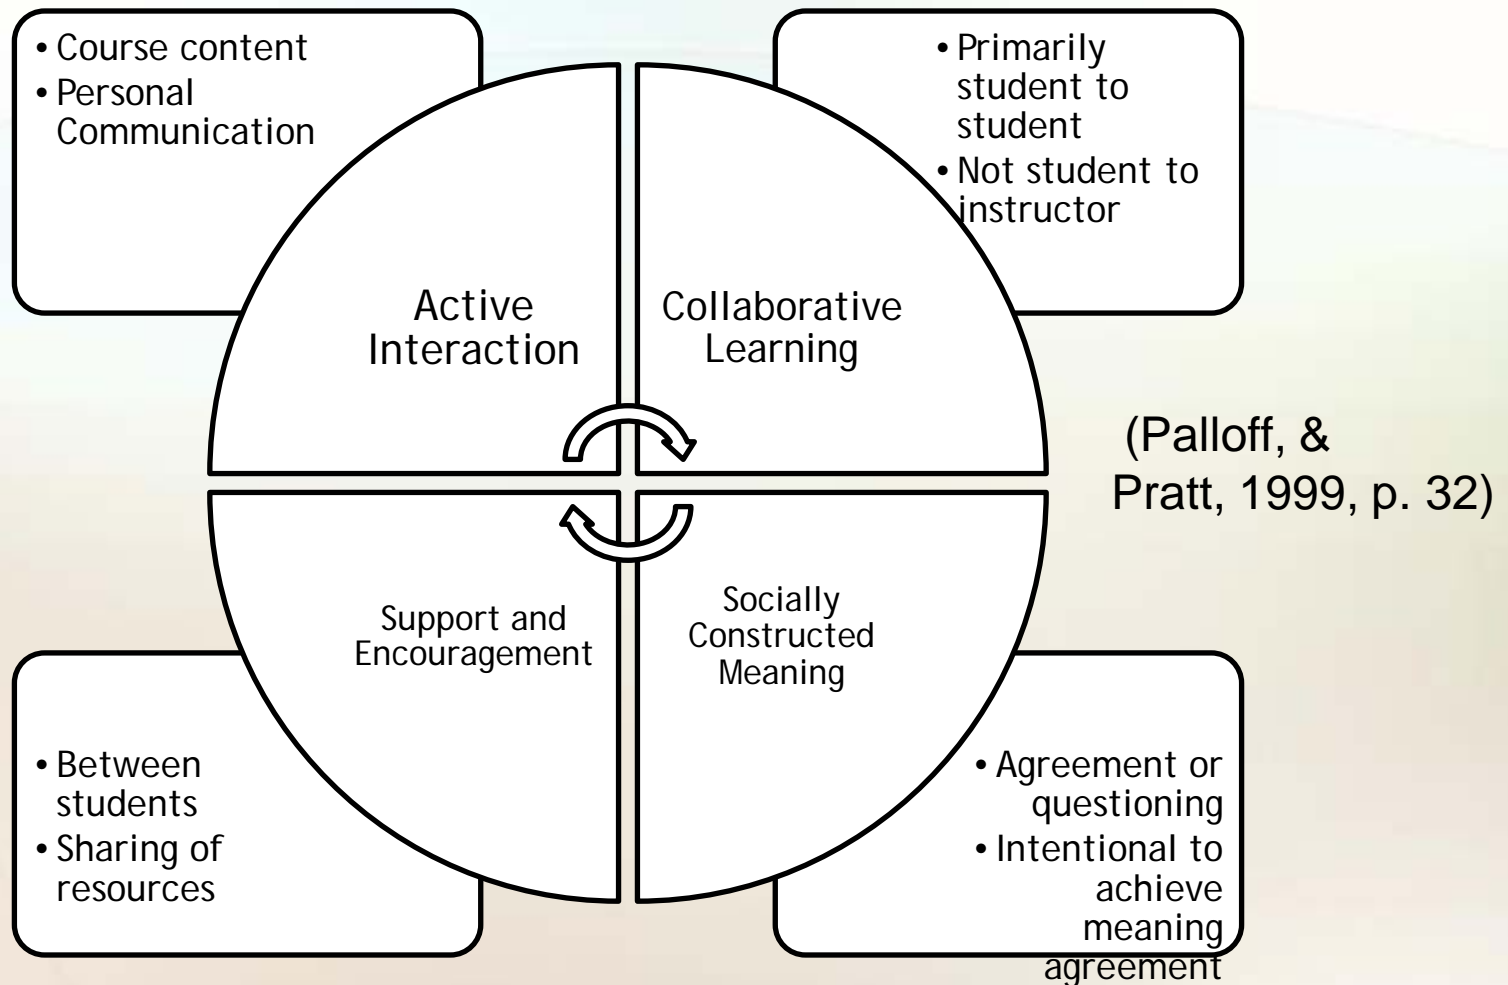 • Course content
• Personal
Communication
• Primarily
student to
student
• Not student to
instructor
Active
Interaction
Collaborative
Learning
(Palloff, &
Pratt, 1999, p. 32)
Support and
Encouragement
Socially
Constructed
Meaning
• Between
students
• Sharing of
resources
• Agreement or
questioning
• Intentional to
achieve
meaning
agreement